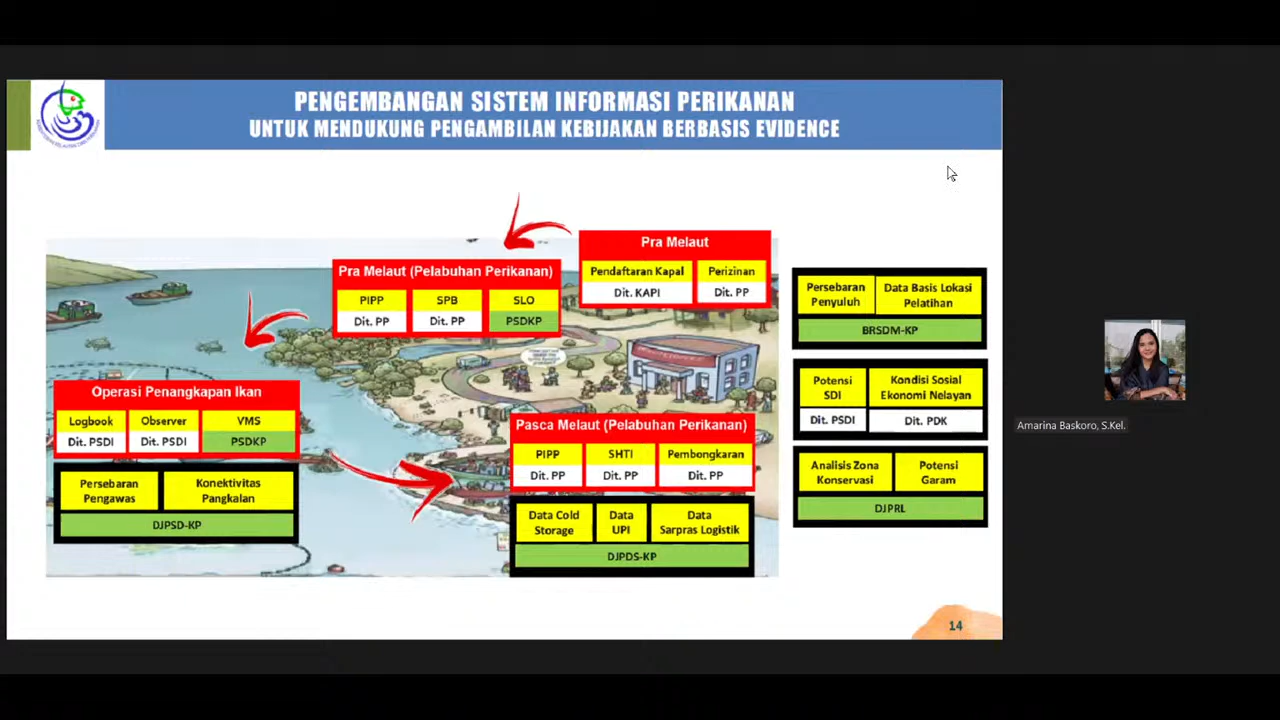 PENGEMBANGAN SISTEM INFORMASI PERIKANAN
UNTUK MENDUKUNG PENGAMBILAN KEBIJAKAN BERBASIS EVIDENCE
Pra Melaut
Pendaftaran Kapal
Perizinan
Dit. KAPI
Dit. PP
Pra Melaut (Pelabuhan Perikanan)
PIPP
SPB
SLO
Dit. PP
Dit. PP
PSDKP
Operasi Penangkapan Ikan
Logbook
Observer
VMS
Dit. PSDI
Dit. PSDI
PSDKP
Persebaran
Pengawas
Konektivitas
Pangkalan
DJPSD-KP
Pasca Melaut (Pelabuhan Perikanan)
PIPP
SHTI
Pembongkaran
Dit. PP
Dit. PP
Dit. PP
Data Cold
Storage
Data
UPI
Data
Sarpras Logistik
DJPDS-KP
Persebaran
Penyuluh
Data Basis Lokasi
Pelatihan
BRSDM-KP
Potensi
SDI
Kondisi Sosial
Ekonomi Nelayan
Dit. PSDI
Dit. PDK
Analisis Zona
Konservasi
Potensi
Garam
DJPRL
14
Amarina Baskoro, S.Kel.